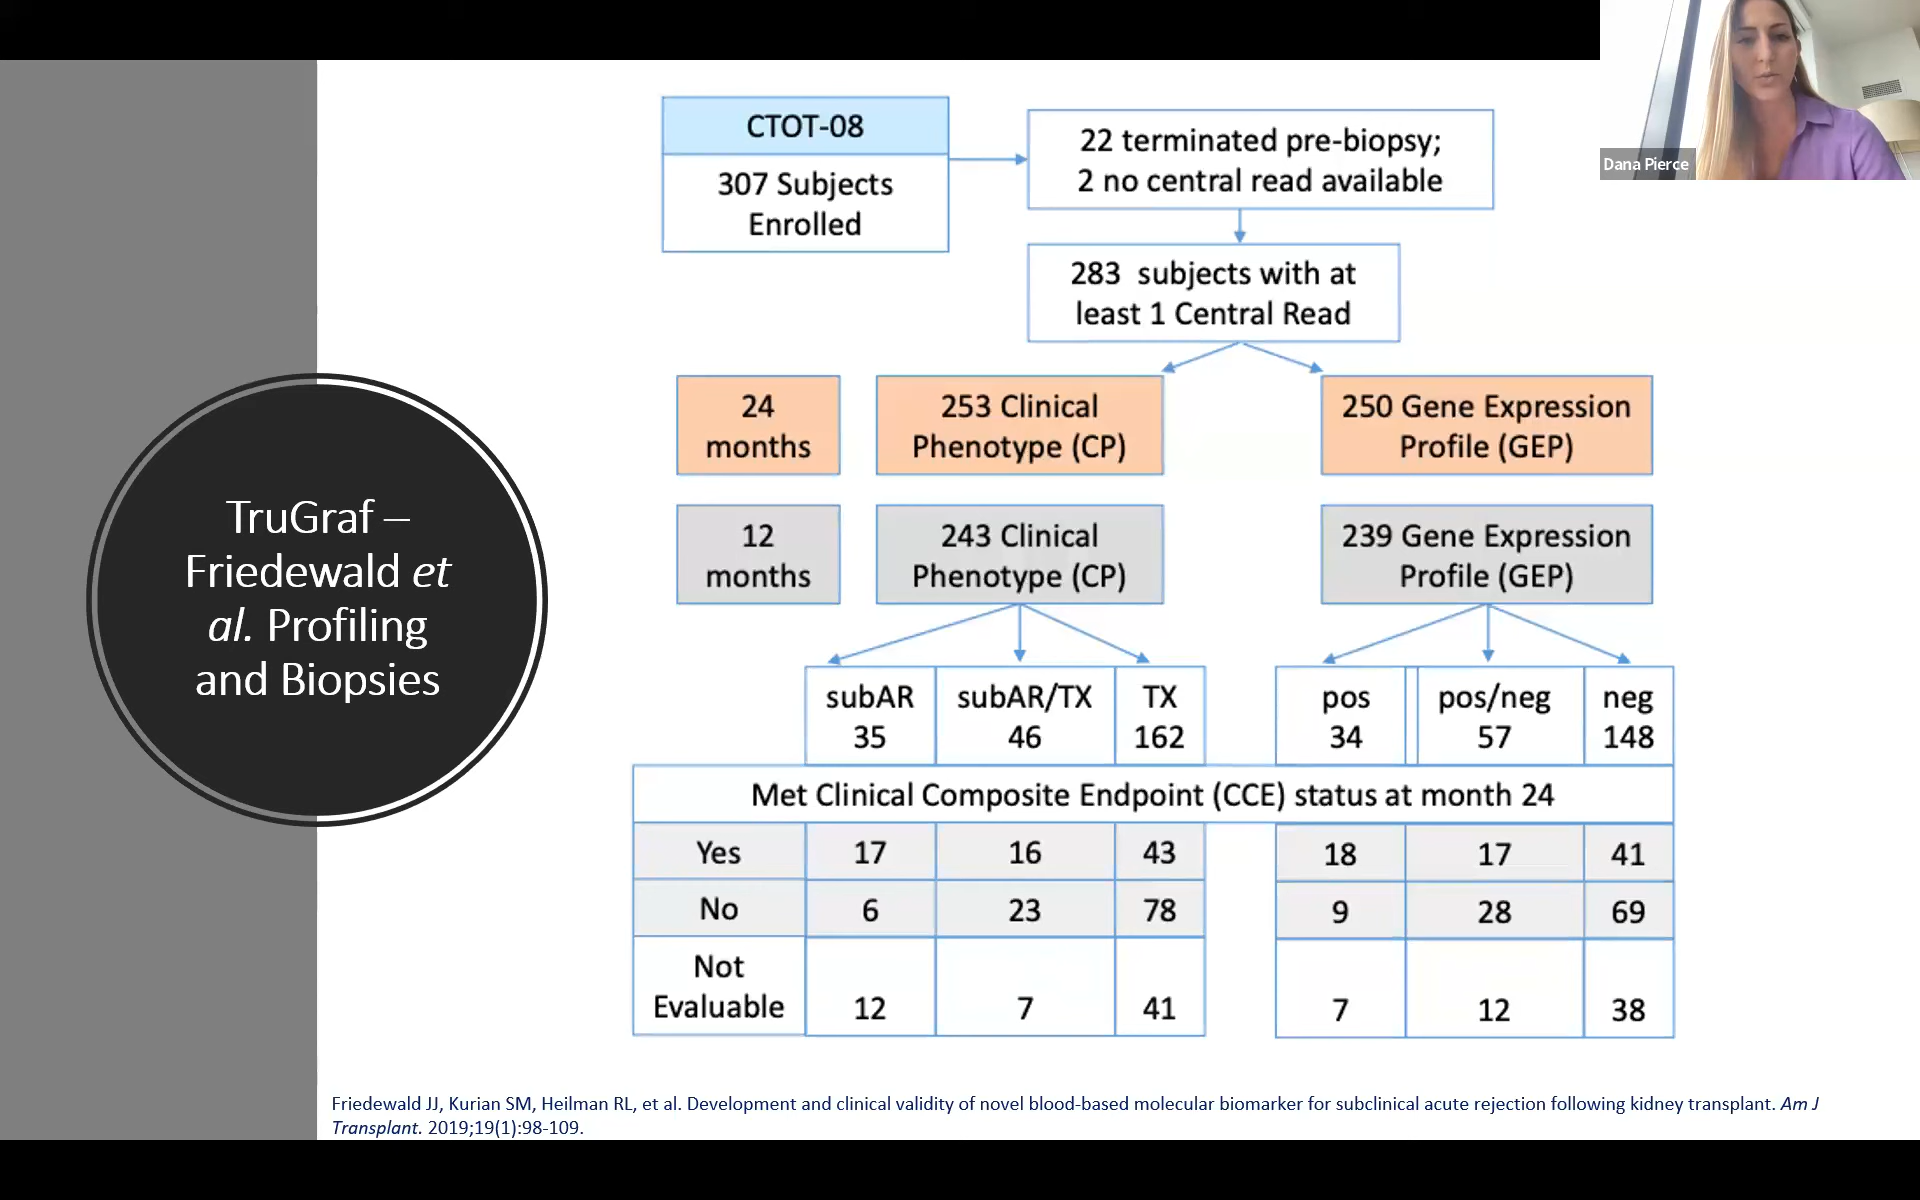 Dana Pierce
TruGraf –
Friedewald et
al. Profiling
and Biopsies
CTOT-08
307 Subjects
Enrolled
22 terminated pre-biopsy;
2 no central read available
283 subjects with at
least 1 Central Read
24
months
253 Clinical
Phenotype (CP)
250 Gene Expression
Profile (GEP)
12
months
243 Clinical
Phenotype (CP)
239 Gene Expression
Profile (GEP)
subAR subAR/TX TX pos pos/neg neg
35 46 162 34 57 148
Met Clinical Composite Endpoint (CCE) status at month 24
Yes 17 16 43 18 17 41
No 6 23 78 9 28 69
Not
Evaluable 12 7 41 7 12 38
Friedewald JJ, Kurian SM, Heilman RL, et al. Development and clinical validity of novel blood-based molecular biomarker for subclinical acute rejection following kidney transplant. Am J
Transplant. 2019;19(1):98-109.